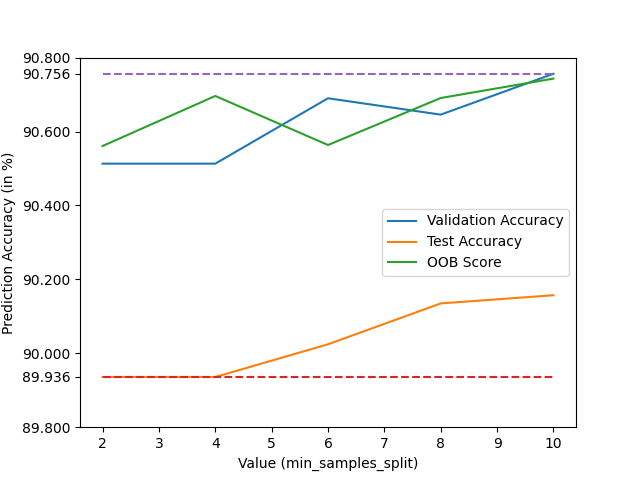 90.800
90.756
90.600
90.400
90.200
90.000
89.936
89.800
Prediction Accuracy (in %)
Validation Accuracy
Test Accuracy
OOB Score
2 3 4 5 6 7 8 9 10
Value (min_samples_split)